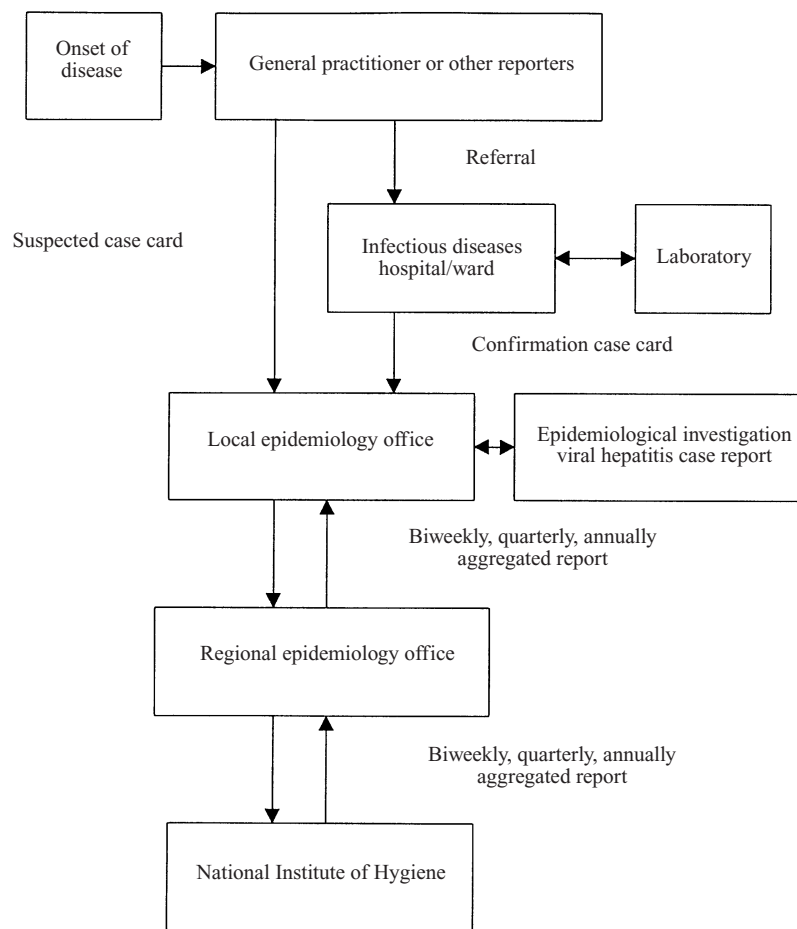 Onset of
disease
General practitioner or other reporters
Referral
Suspected case card
Infectious diseases
hospital/ward
Laboratory
Confirmation case card
Local epidemiology office
Epidemiological investigation
viral hepatitis case report
Biweekly, quarterly, annually
aggregated report
Regional epidemiology office
Biweekly, quarterly, annually
aggregated report
National Institute of Hygiene